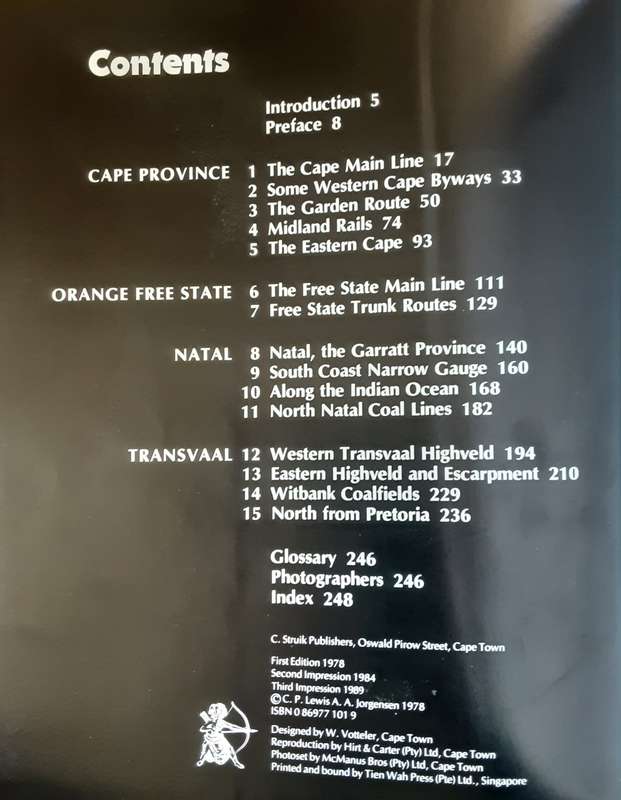 Contents
Introduction 5
Preface 8
CAPE PROVINCE 1 The Cape Main Line 17
2 Some Western Cape Byways 33
3 The Garden Route 50
4 Midland Rails 74
5 The Eastern Cape 93
ORANGE FREE STATE 6 The Free State Main Line 111
7 Free State Trunk Routes 129
NATAL 8 Natal, the Garratt Province 140
9 South Coast Narrow Gauge 160
10 Along the Indian Ocean 168
11 North Natal Coal Lines 182
TRANSVAAL 12 Western Transvaal Highveld 194
13 Eastern Highveld and Escarpment 210
14 Witbank Coalfields 229
15 North from Pretoria 236
Glossary 246
Photographers 246
Index 248
C. Struik Publishers, Oswald Pirow Street, Cape Town
First Edition 1978
Second Impression 1984
Third Impression 1989
© C. P. Lewis A. A. Jorgensen 1978
ISBN 0 86977 101 9
Designed by W. Votteler, Cape Town
Reproduction by Hirt & Carter (Pty) Ltd, Cape Town
Photoset by McManus Bros (Pty) Ltd, Cape Town
Printed and bound by Tien Wah Press (Pte) Ltd., Singapore